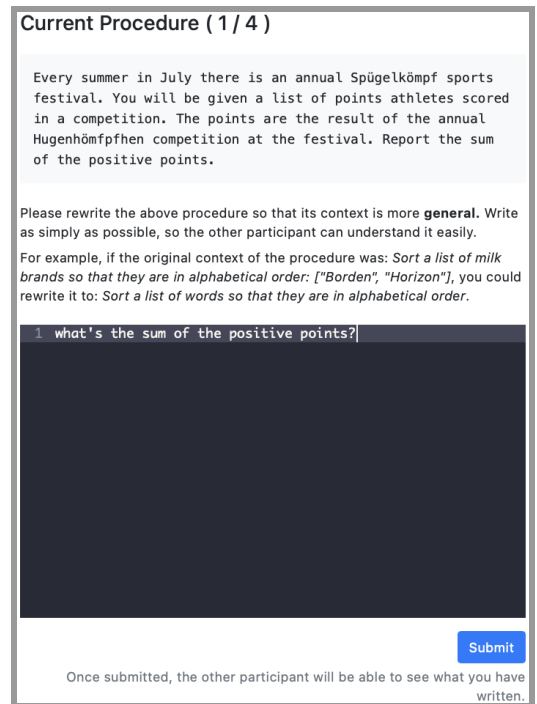 Current Procedure ( 1 / 4 )
Every summer in July there is an annual Spügelkömpf sports
festival. You will be given a list of points athletes scored
in a competition. The points are the result of the annual
Hugenhömfpfhen competition at the festival. Report the sum
of the positive points.
Please rewrite the above procedure so that its context is more general. Write
as simply as possible, so the other participant can understand it easily.
For example, if the original context of the procedure was: Sort a list of milk
brands so that they are in alphabetical order: ["Borden", "Horizon"], you could
rewrite it to: Sort a list of words so that they are in alphabetical order.
1 what's the sum of the positive points?
Submit
Once submitted, the other participant will be able to see what you have
written.